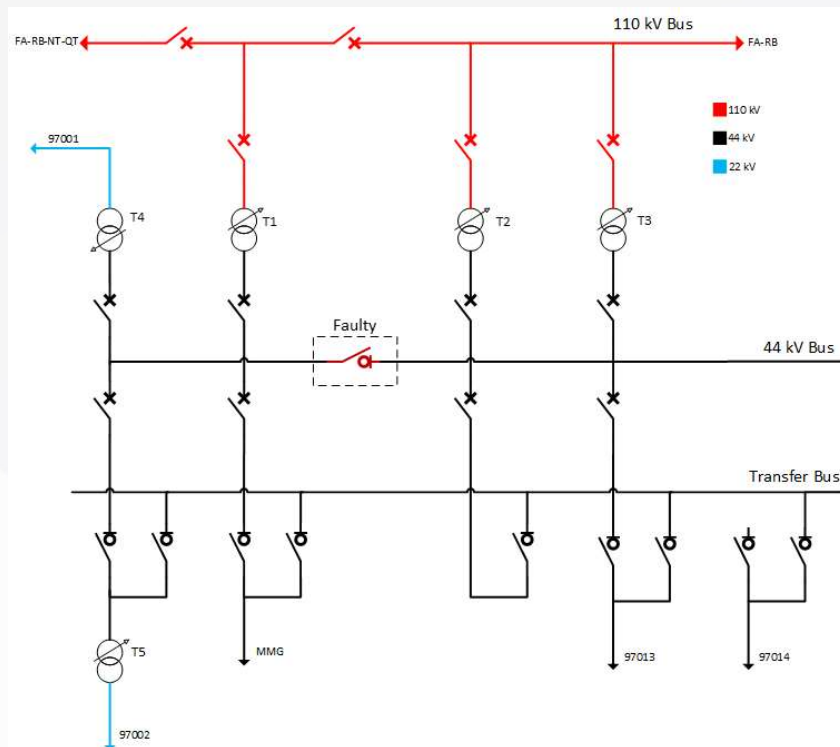 110 kV Bus
FA-RB-NT-QT
FA-RB
110 kV
44 kV
22 kV
97001
T4
T1
T2
T3
Faulty
44 kV Bus
Transfer Bus
T5
MMG
97013
97014
97002